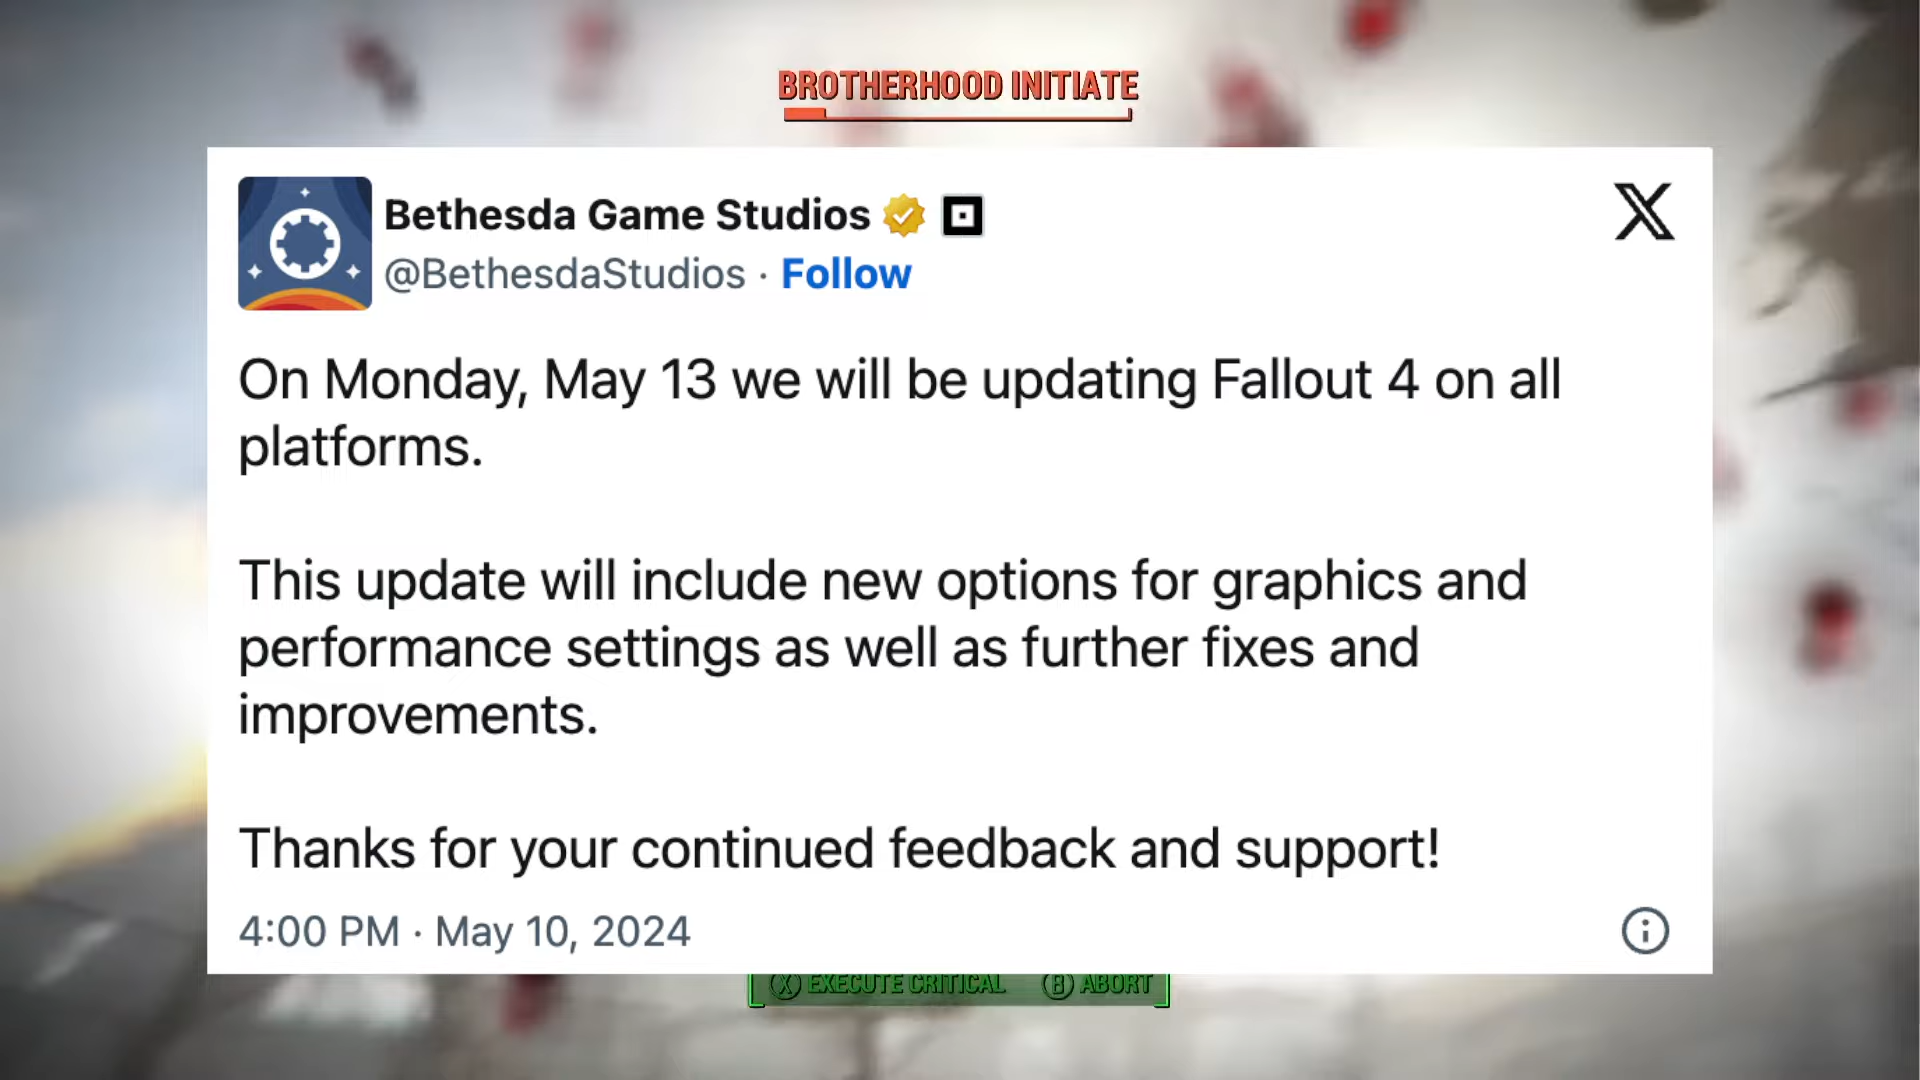 BROTHERHOOD INITIATE
Bethesda Game Studios
@BethesdaStudios · Follow
On Monday, May 13 we will be updating Fallout 4 on all
platforms.
This update will include new options for graphics and
performance settings as well as further fixes and
improvements.
Thanks for your continued feedback and support!
4:00 PM · May 10, 2024
X) EXECUTE CRITICAL B) ABORT